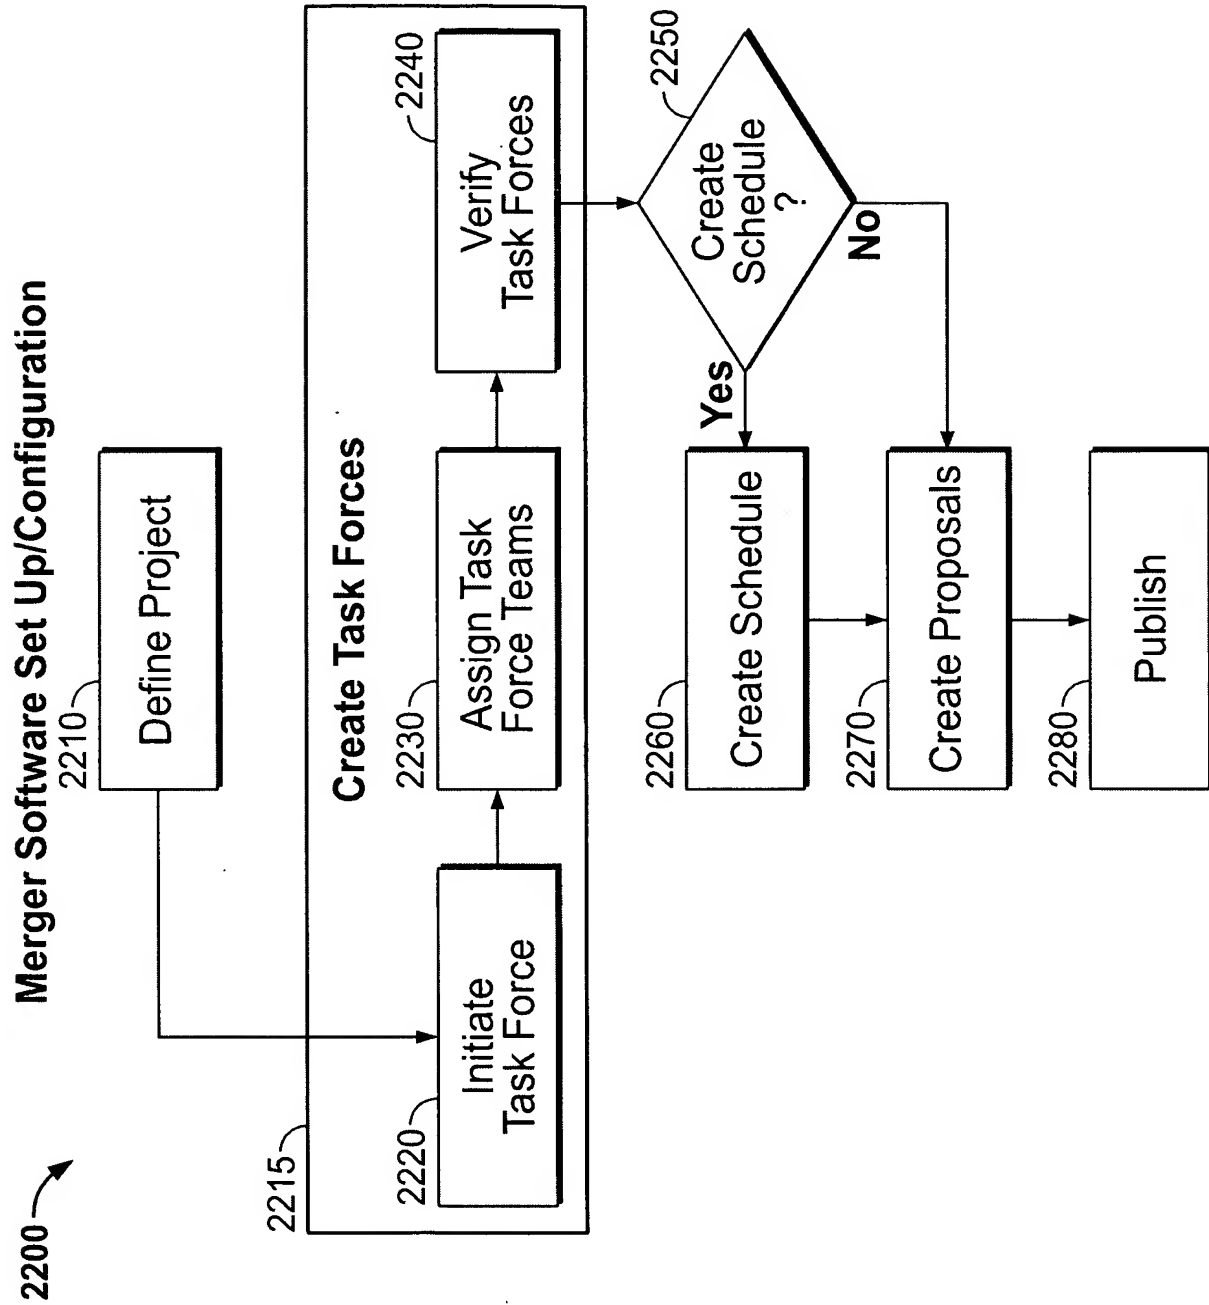 2200
Merger Software Set Up/Configuration
2210
Define Project
2215
Create Task Forces
2220
Initiate
Task Force
2230
Assign Task
Force Teams
2240
Verify
Task Forces
2250
Create
Schedule
?
Yes
No
2260
Create Schedule
2270
Create Proposals
2280
Publish